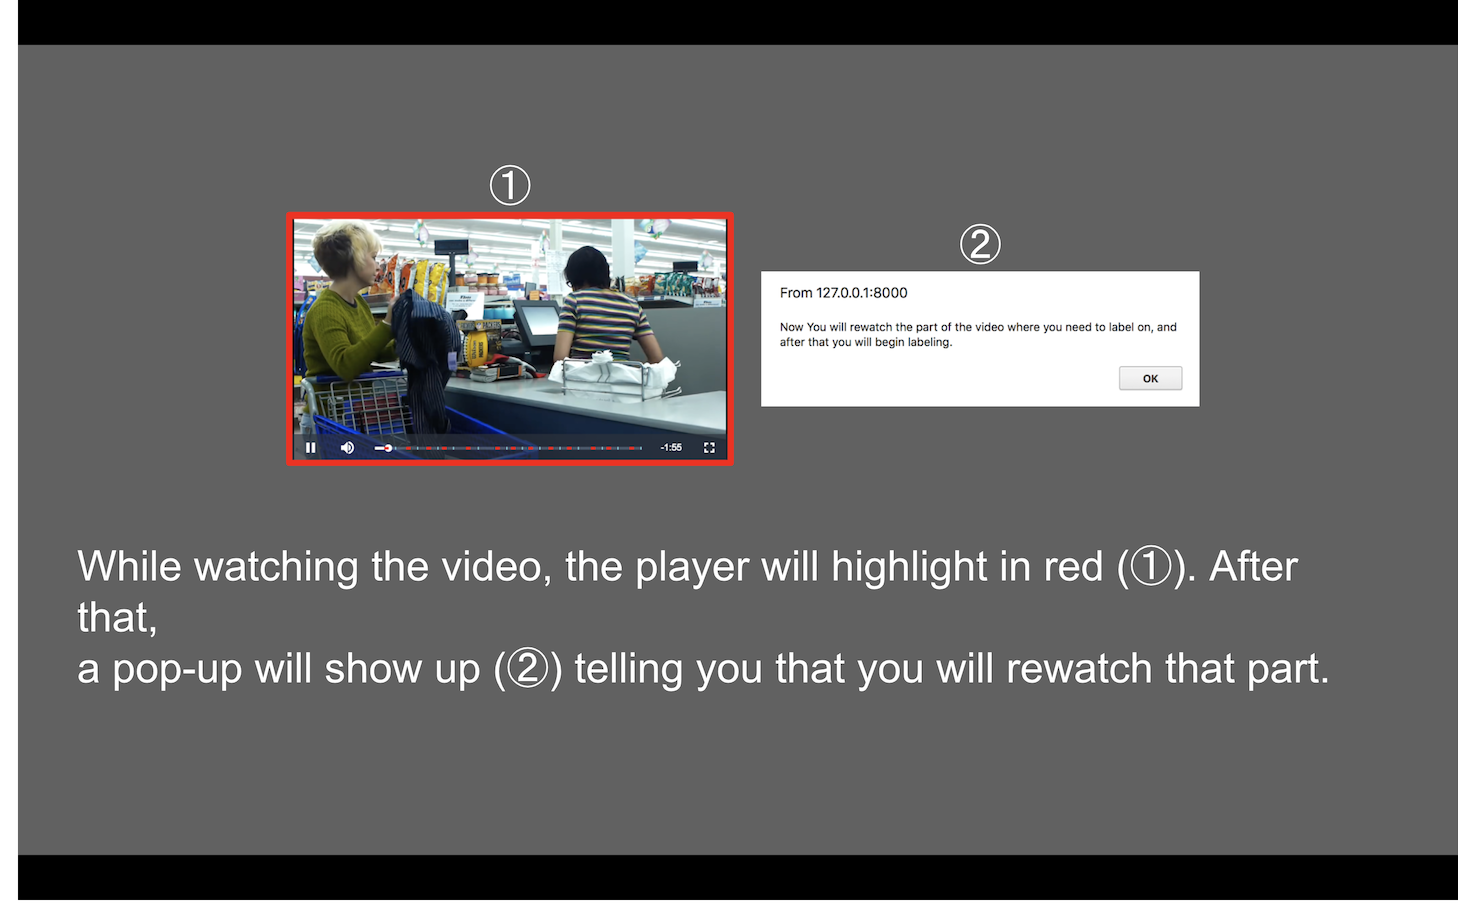 ①
②
From 127.0.0.1:8000
Now You will rewatch the part of the video where you need to label on, and
after that you will begin labeling.
OK
-1:55
While watching the video, the player will highlight in red (①). After
that,
a pop-up will show up (②) telling you that you will rewatch that part.